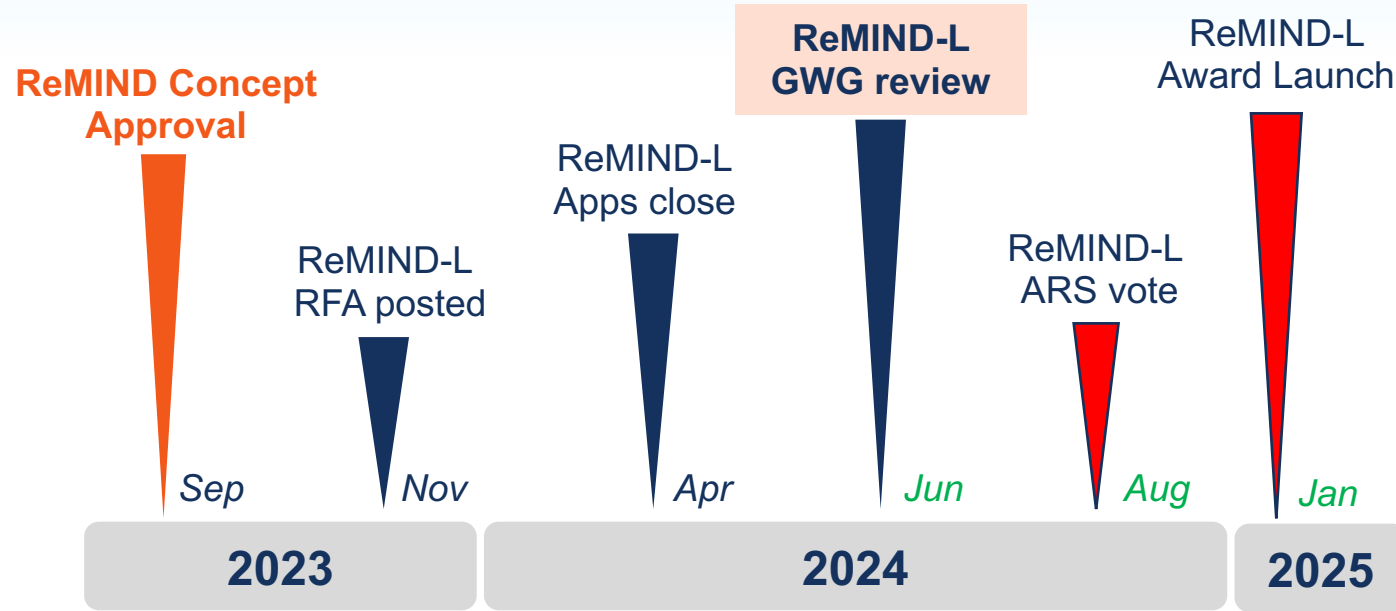 ReMIND Concept
Approval
ReMIND-L
RFA posted
ReMIND-L
Apps close
ReMIND-L
GWG review
ReMIND-L
ARS vote
ReMIND-L
Award Launch
Sep
Nov
Apr
Jun
Aug
Jan
2023
2024
2025